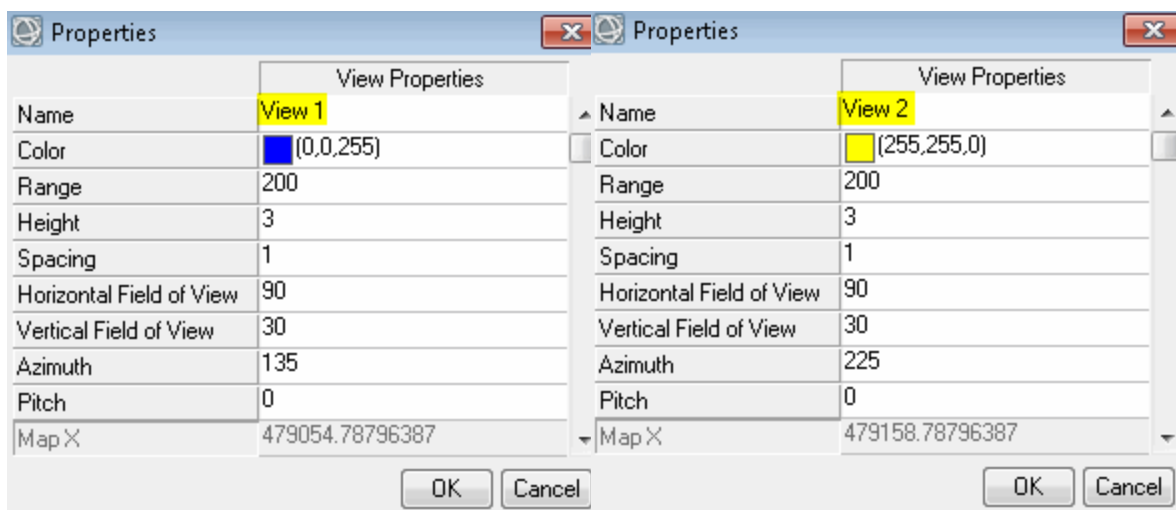 Properties
View Properties
Name View 1
Color (0,0,255)
Range 200
Height 3
Spacing 1
Horizontal Field of View 90
Vertical Field of View 30
Azimuth 135
Pitch 0
Map X 479054.78796387
OK Cancel
Properties
View Properties
Name View 2
Color (255,255,0)
Range 200
Height 3
Spacing 1
Horizontal Field of View 90
Vertical Field of View 30
Azimuth 225
Pitch 0
Map X 479158.78796387
OK Cancel